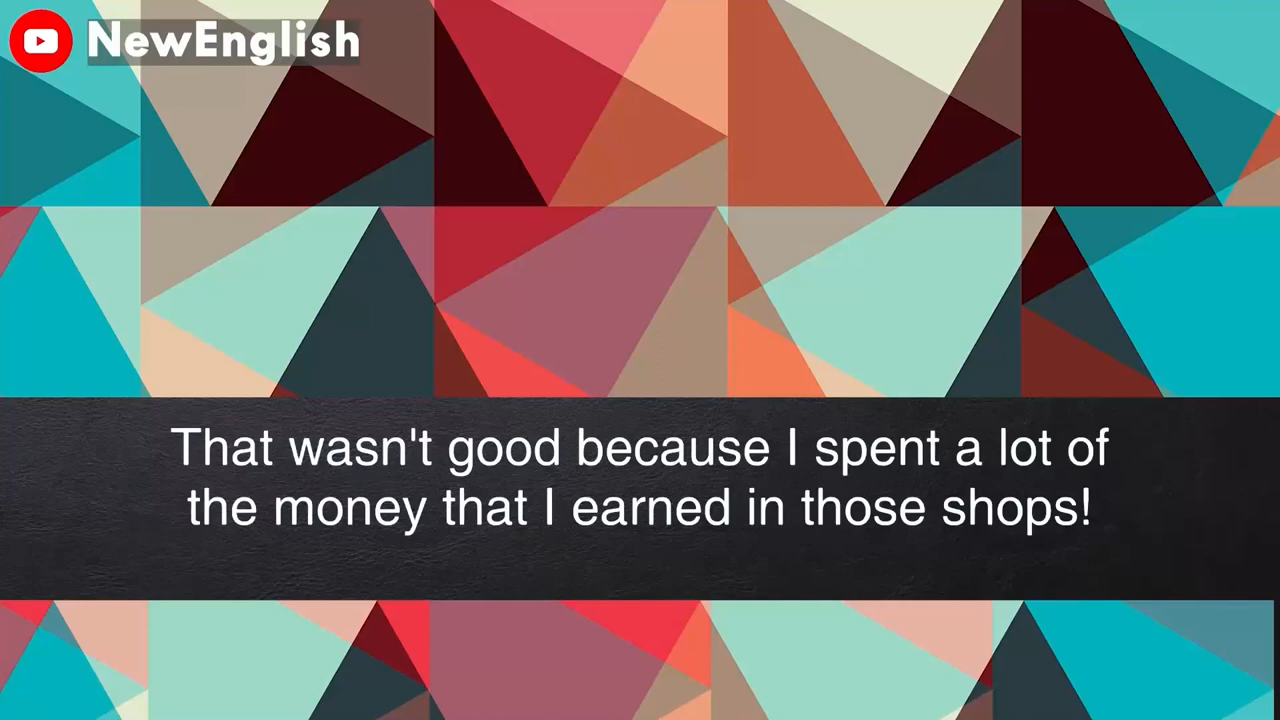 NewEnglish
That wasn't good because I spent a lot of
the money that I earned in those shops!